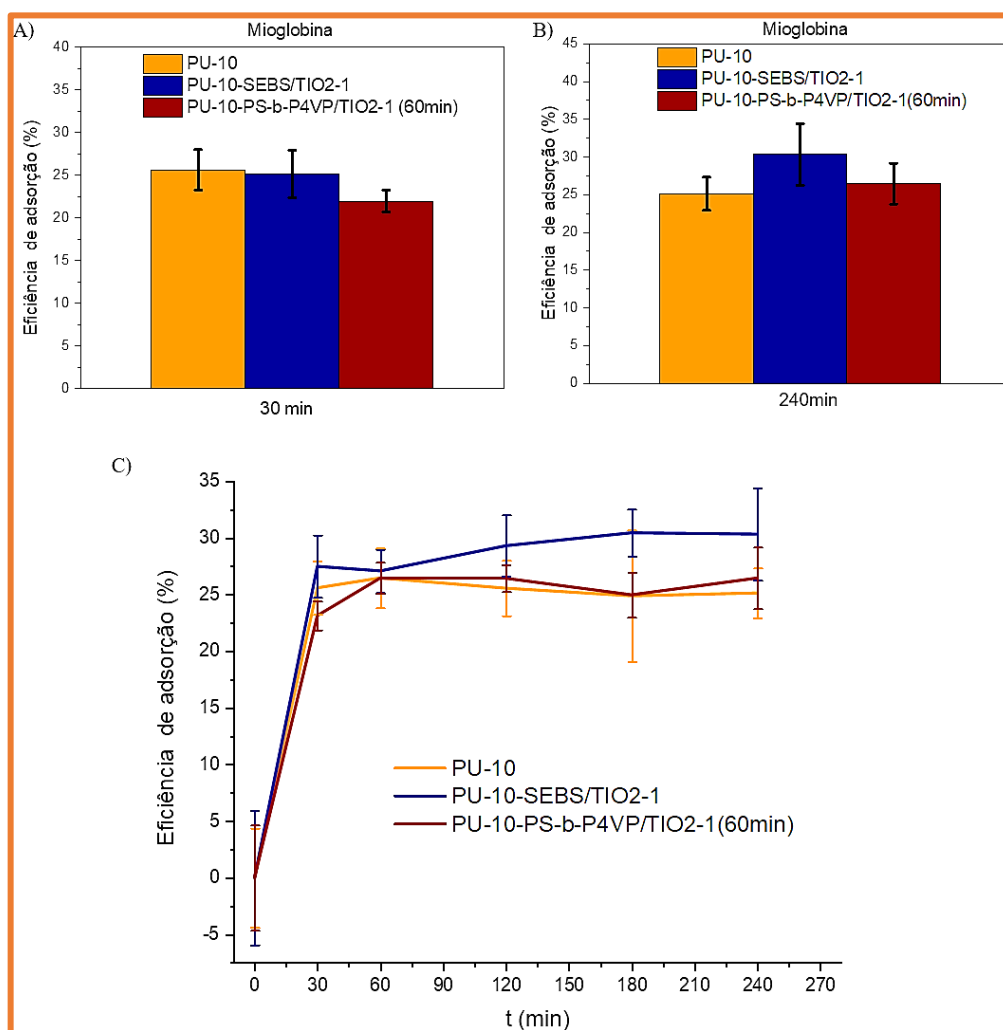 A)
Mioglobina
40
35
30
25
20
15
10
5
0
Eficiência de adsorção (%)
PU-10
PU-10-SEBS/TIO2-1
PU-10-PS-b-P4VP/TIO2-1 (60min)
30 min
B)
Mioglobina
45
40
35
30
25
20
15
10
5
0
Eficiência de adsorção (%)
PU-10
PU-10-SEBS/TIO2-1
PU-10-PS-b-P4VP/TIO2-1(60min)
240min
C)
35
30
25
20
15
10
5
0
-5
Eficiência de adsorção (%)
PU-10
PU-10-SEBS/TIO2-1
PU-10-PS-b-P4VP/TIO2-1(60min)
0 30 60 90 120 150 180 210 240 270
t (min)